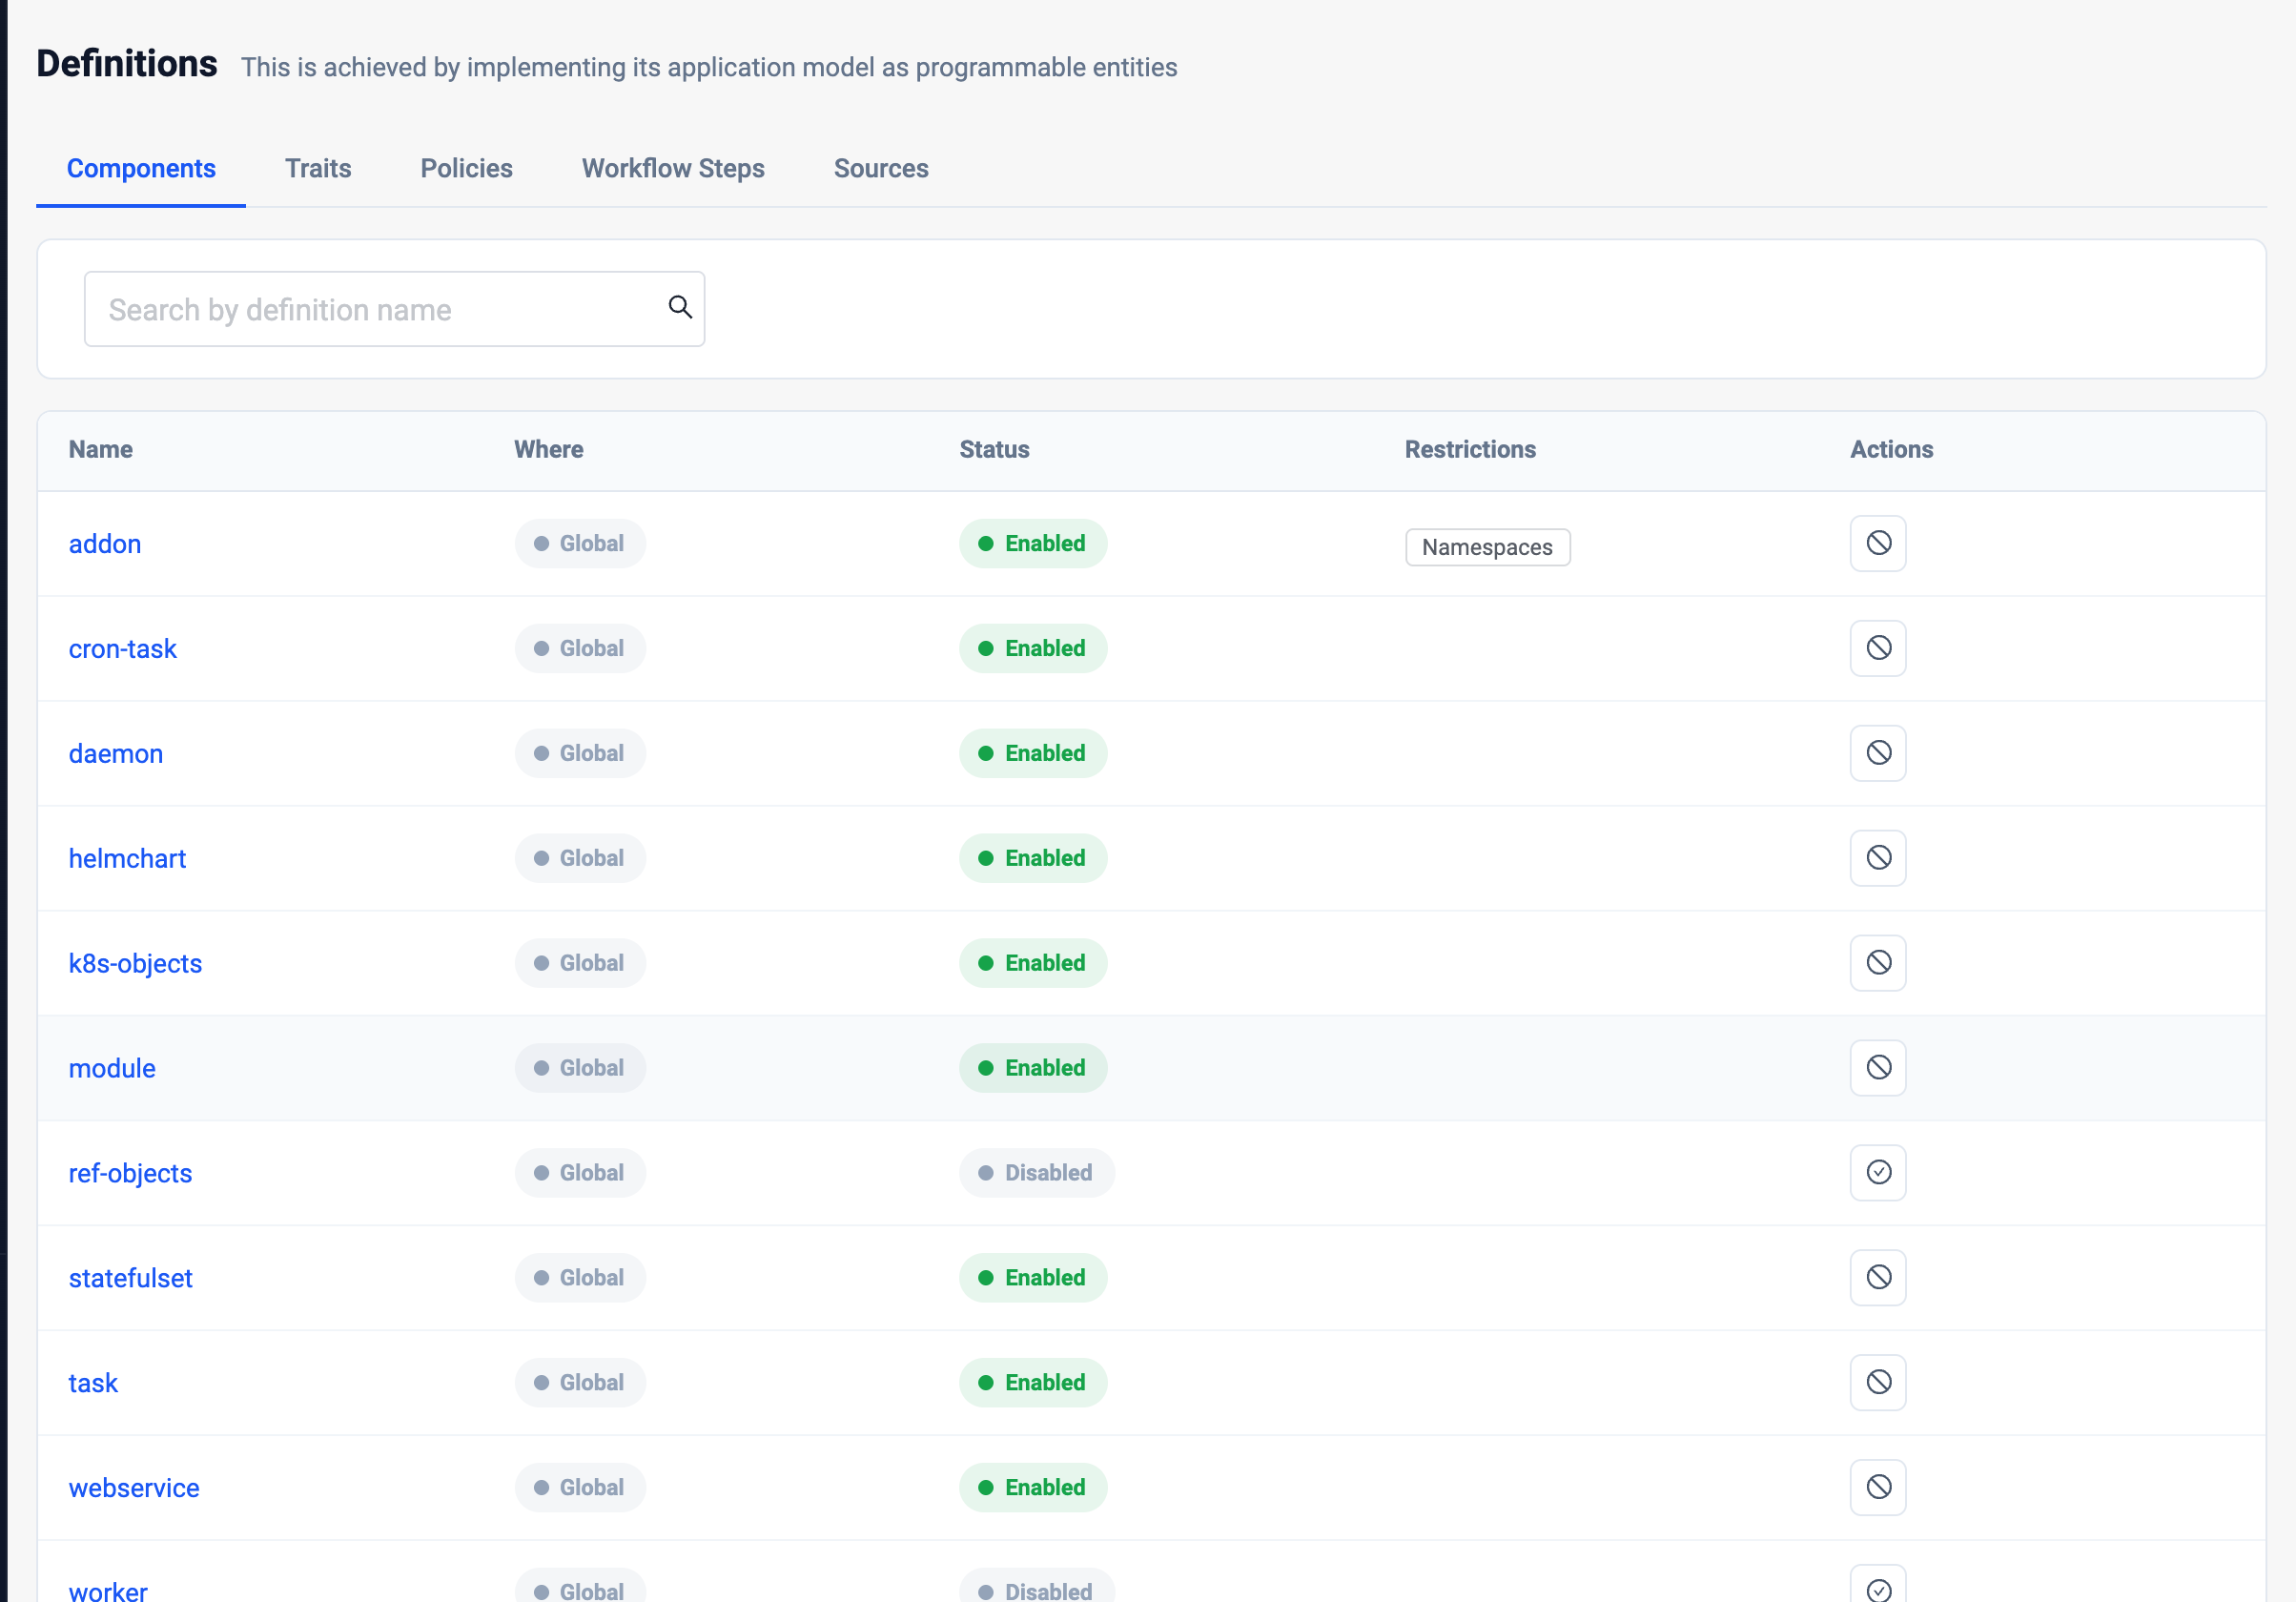 Definitions This is achieved by implementing its application model as programmable entities
Components Traits Policies Workflow Steps Sources
Search by definition name
Name Where Status Restrictions Actions
addon Global Enabled Namespaces
cron-task Global Enabled
daemon Global Enabled
helmchart Global Enabled
k8s-objects Global Enabled
module Global Enabled
ref-objects Global Disabled
statefulset Global Enabled
task Global Enabled
webservice Global Enabled
worker Global Disabled